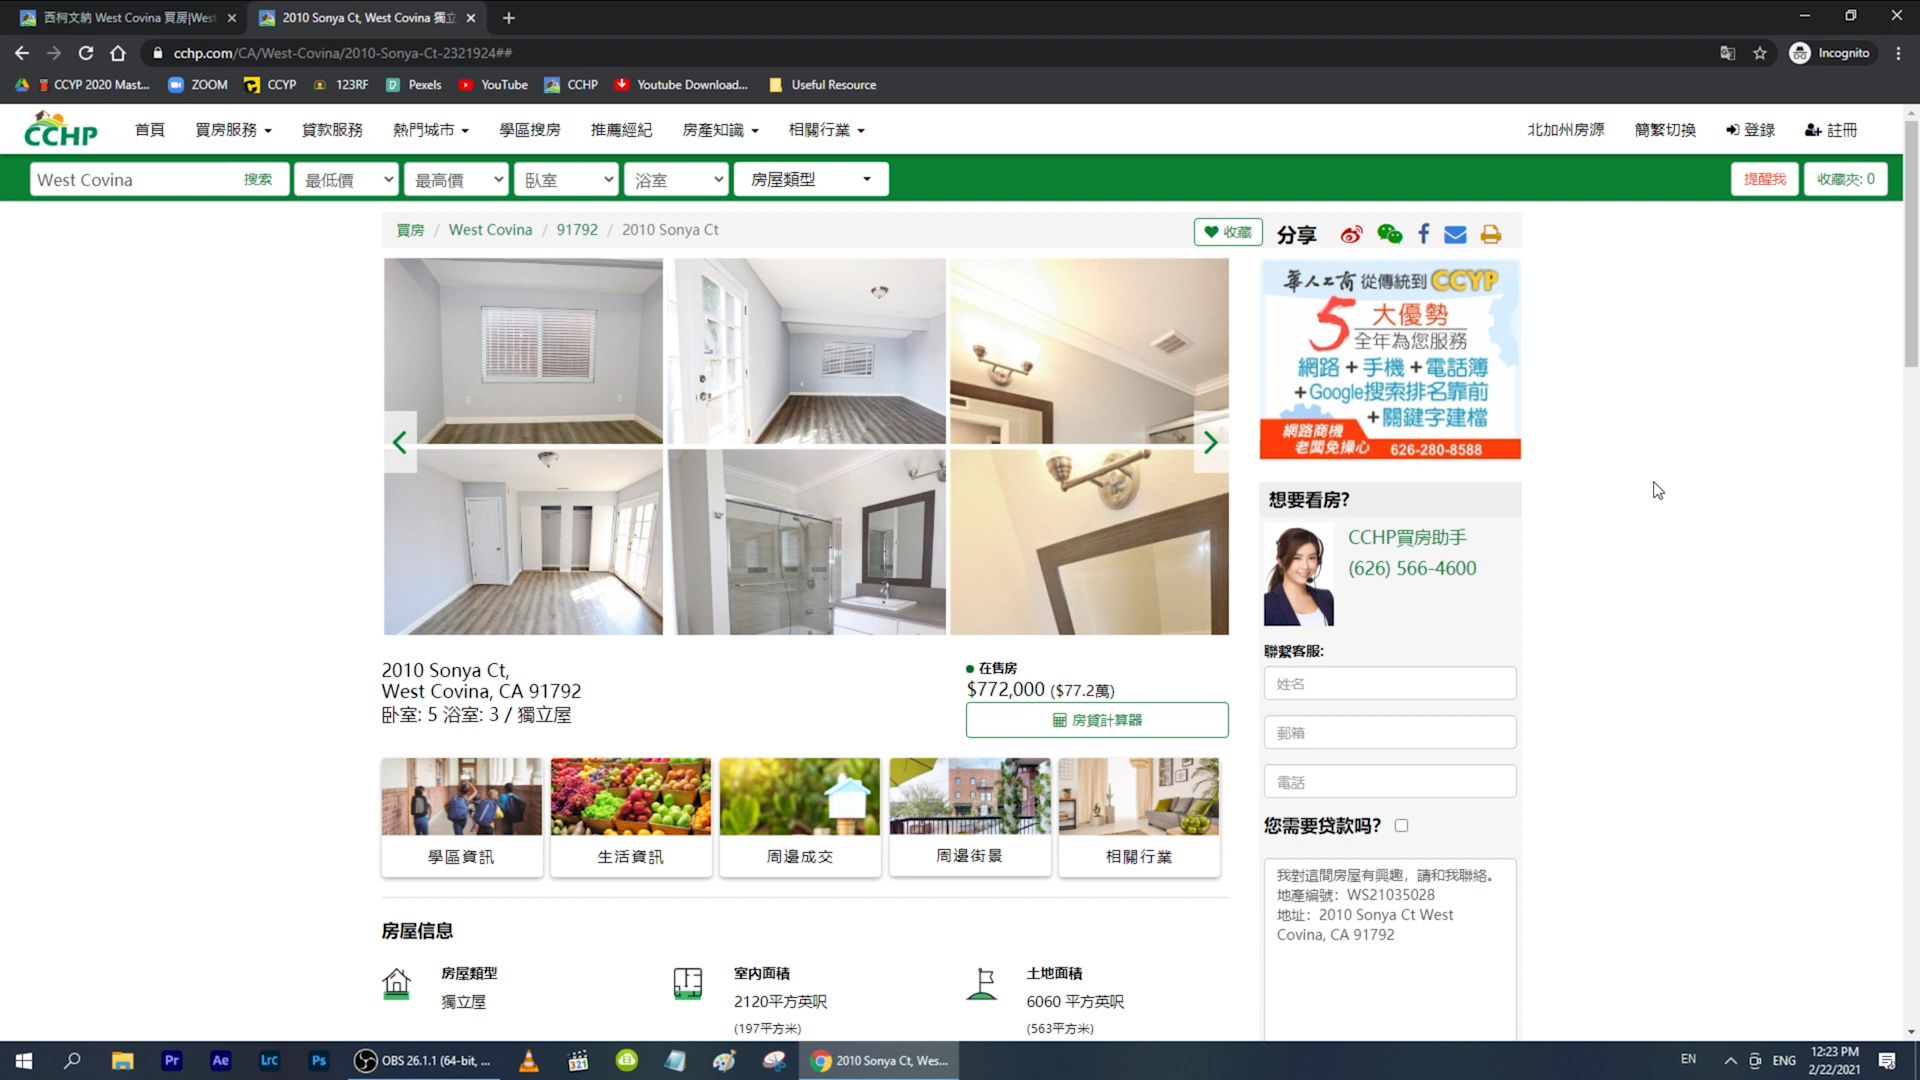 西柯文納 West Covina 買房|West
2010 Sonya Ct, West Covina 獨立
cchp.com/CA/West-Covina/2010-Sonya-Ct-2321924##
Incognito
CCYP 2020 Mast...
ZOOM
CCYP
123RF
Pexels
YouTube
CCHP
Youtube Download...
Useful Resource
CCHP
首頁
買房服務
貸款服務
熱門城市
學區搜房
推薦經紀
房產知識
相關行業
北加州房源
簡繁切換
登錄
註冊
West Covina
搜索
最低價
最高價
臥室
浴室
房屋類型
提醒我
收藏夾: 0
買房 / West Covina / 91792 / 2010 Sonya Ct
收藏
分享
華人工商 從傳統到CCYP
5 大優勢
全年為您服務
網路+手機+電話簿
+Google搜索排名靠前
+關鍵字建檔
網路商機
老闆免操心
626-280-8588
想要看房?
CCHP買房助手
(626) 566-4600
聯繫客服:
姓名
郵箱
電話
您需要贷款吗?
我對這間房屋有興趣，請和我聯絡。
地產編號：WS21035028
地址：2010 Sonya Ct West
Covina, CA 91792
2010 Sonya Ct,
West Covina, CA 91792
卧室: 5 浴室: 3 / 獨立屋
在售房
$772,000 ($77.2萬)
房貸計算器
學區資訊
生活資訊
周邊成交
周邊街景
相關行業
房屋信息
房屋類型
獨立屋
室內面積
2120平方英呎
(197平方米)
土地面積
6060 平方英呎
(563平方米)
Pr
Ae
Lrc
Ps
OBS 26.1.1 (64-bit, ...
321
2010 Sonya Ct, Wes...
EN
ENG
12:23 PM
2/22/2021